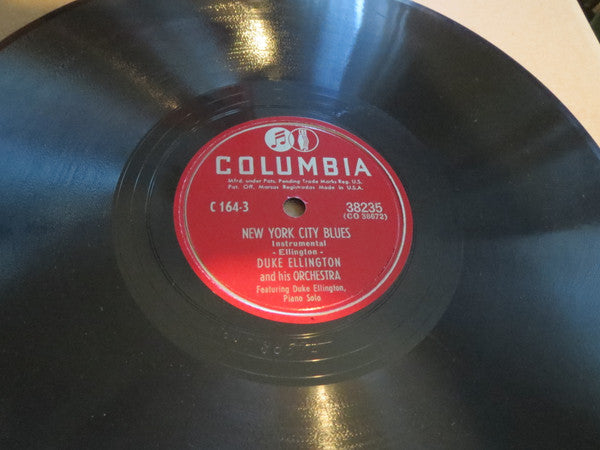 COLUMBIA
Mfrd. under Pats. Pending Trade Marks Reg. U.S.
Pat. Off. Marcas Registradas Made in U.S.A.
C 164-3 38235
(CO 38672)
NEW YORK CITY BLUES
Instrumental
- Ellington -
DUKE ELLINGTON
and his ORCHESTRA
Featuring Duke Ellington,
Piano Solo